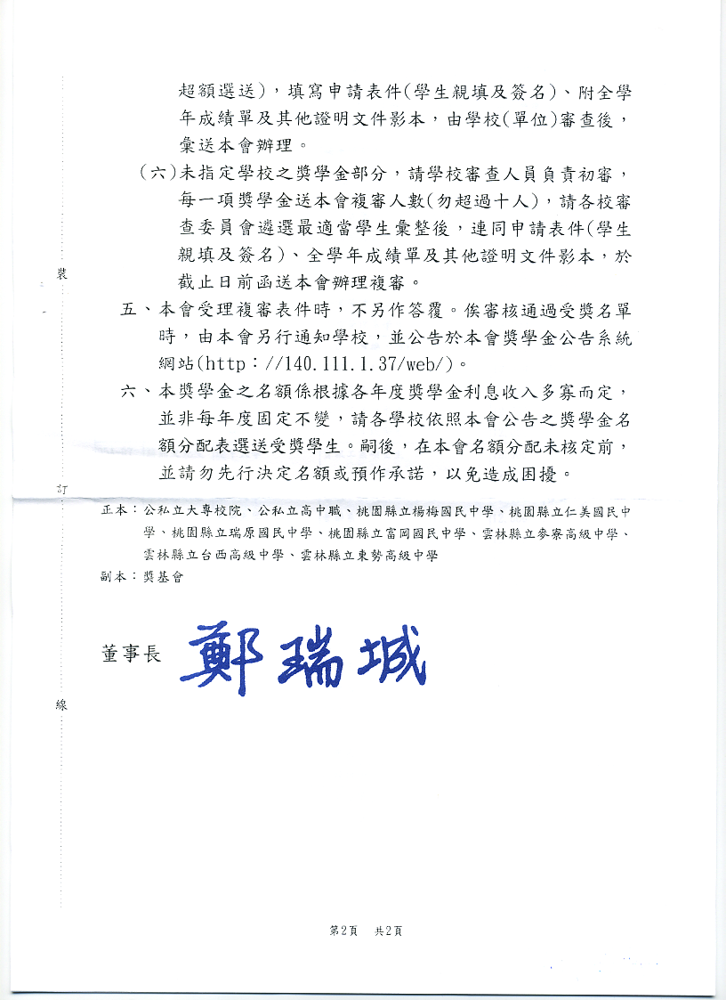 超額選送)，填寫申請表件(學生親填及簽名)、附全學
年成績單及其他證明文件影本，由學校(單位)審查後，
彙送本會辦理。
(六)未指定學校之獎學金部分，請學校審查人員負責初審，
每一項獎學金送本會複審人數(勿超過十人)，請各校審
查委員會遴選最適當學生彙整後，連同申請表件(學生
親填及簽名)、全學年成績單及其他證明文件影本，於
截止日前函送本會辦理複審。
裝
五、本會受理複審表件時，不另作答覆。俟審核通過受獎名單
時，由本會另行通知學校，並公告於本會獎學金公告系統
網站(http：//140.111.1.37/web/)。
六、本獎學金之名額係根據各年度獎學金利息收入多寡而定，
並非每年度固定不變，請各學校依照本會公告之獎學金名
額分配表選送受獎學生。嗣後，在本會名額分配未核定前，
並請勿先行決定名額或預作承諾，以免造成困擾。
訂
正本：公私立大專校院、公私立高中職、桃園縣立楊梅國民中學、桃園縣立仁美國民中
學、桃園縣立瑞原國民中學、桃園縣立富岡國民中學、雲林縣立麥寮高級中學、
雲林縣立台西高級中學、雲林縣立東勢高級中學
副本：獎基會
董事長 鄭瑞城
線
第2頁 共2頁